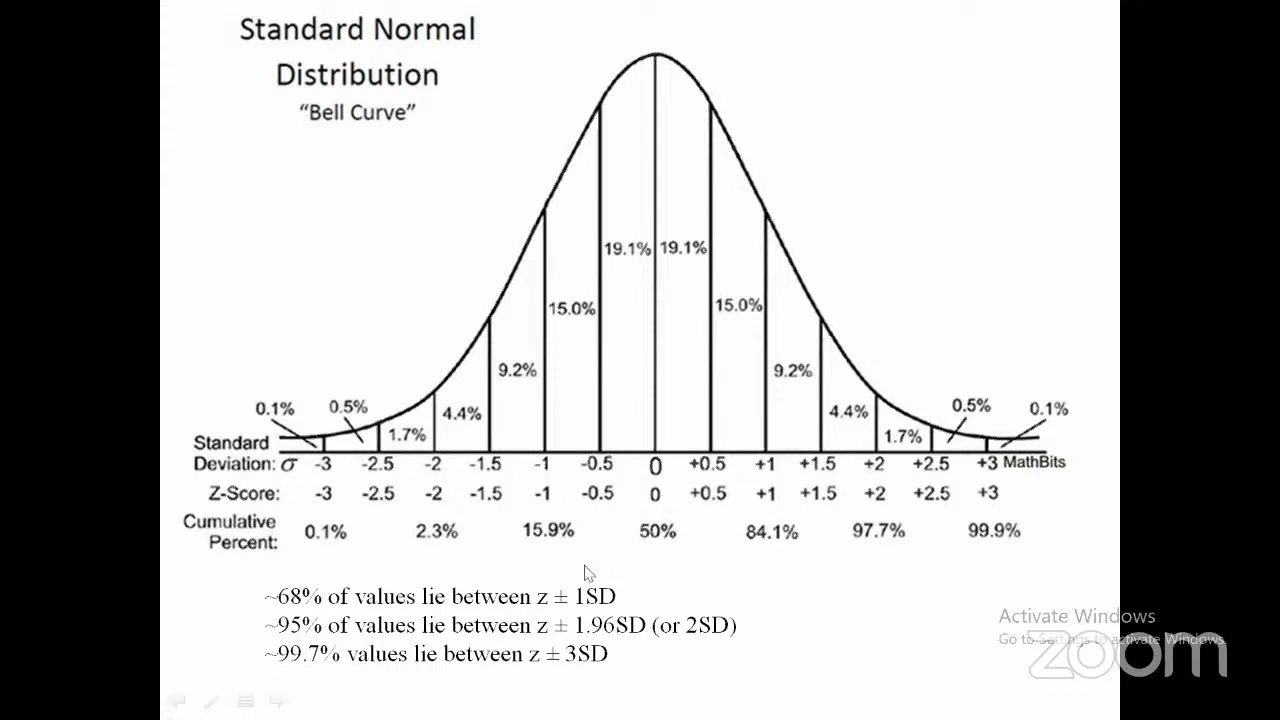 Standard Normal
Distribution
“Bell Curve”
19.1% 19.1%
15.0% 15.0%
9.2% 9.2%
0.1% 0.5% 4.4% 4.4% 0.5% 0.1%
1.7% 1.7%
Standard
Deviation: σ -3 -2.5 -2 -1.5 -1 -0.5 0 +0.5 +1 +1.5 +2 +2.5 +3 MathBits
Z-Score: -3 -2.5 -2 -1.5 -1 -0.5 0 +0.5 +1 +1.5 +2 +2.5 +3
Cumulative
Percent: 0.1% 2.3% 15.9% 50% 84.1% 97.7% 99.9%
~68% of values lie between z ± 1SD
~95% of values lie between z ± 1.96SD (or 2SD)
~99.7% values lie between z ± 3SD
Activate Windows
Go to Settings to activate Windows.
zoom